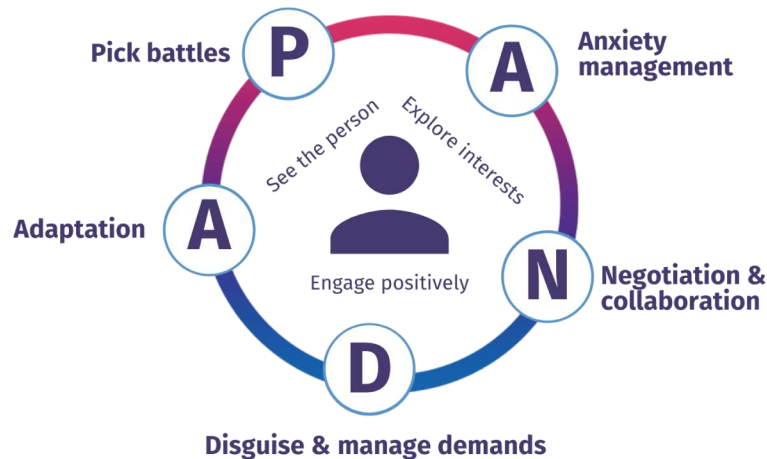 P
Pick battles
A
Anxiety
management
N
Negotiation &
collaboration
D
Disguise & manage demands
A
Adaptation
See the person
Explore interests
Engage positively